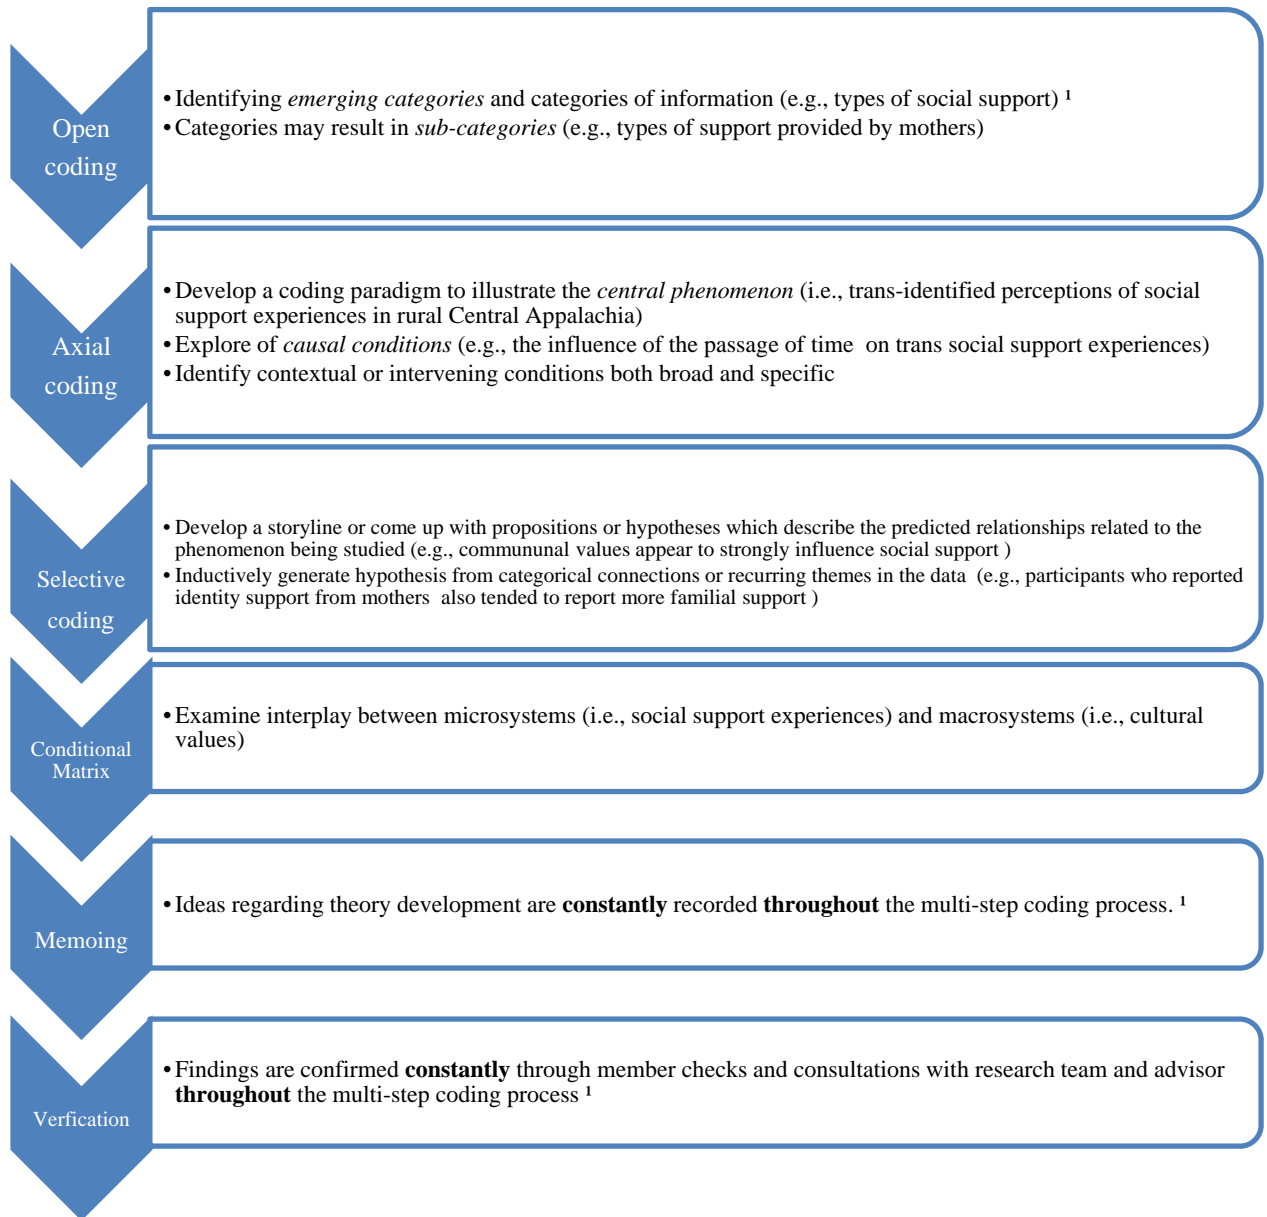 Open
coding
• Identifying emerging categories and categories of information (e.g., types of social support) ¹
• Categories may result in sub-categories (e.g., types of support provided by mothers)
Axial
coding
• Develop a coding paradigm to illustrate the central phenomenon (i.e., trans-identified perceptions of social
support experiences in rural Central Appalachia)
• Explore of causal conditions (e.g., the influence of the passage of time on trans social support experiences)
• Identify contextual or intervening conditions both broad and specific
Selective
coding
• Develop a storyline or come up with propositions or hypotheses which describe the predicted relationships related to the
phenomenon being studied (e.g., commununal values appear to strongly influence social support )
• Inductively generate hypothesis from categorical connections or recurring themes in the data (e.g., participants who reported
identity support from mothers also tended to report more familial support )
Conditional
Matrix
• Examine interplay between microsystems (i.e., social support experiences) and macrosystems (i.e., cultural
values)
Memoing
• Ideas regarding theory development are constantly recorded throughout the multi-step coding process. ¹
Verfication
• Findings are confirmed constantly through member checks and consultations with research team and advisor
throughout the multi-step coding process ¹